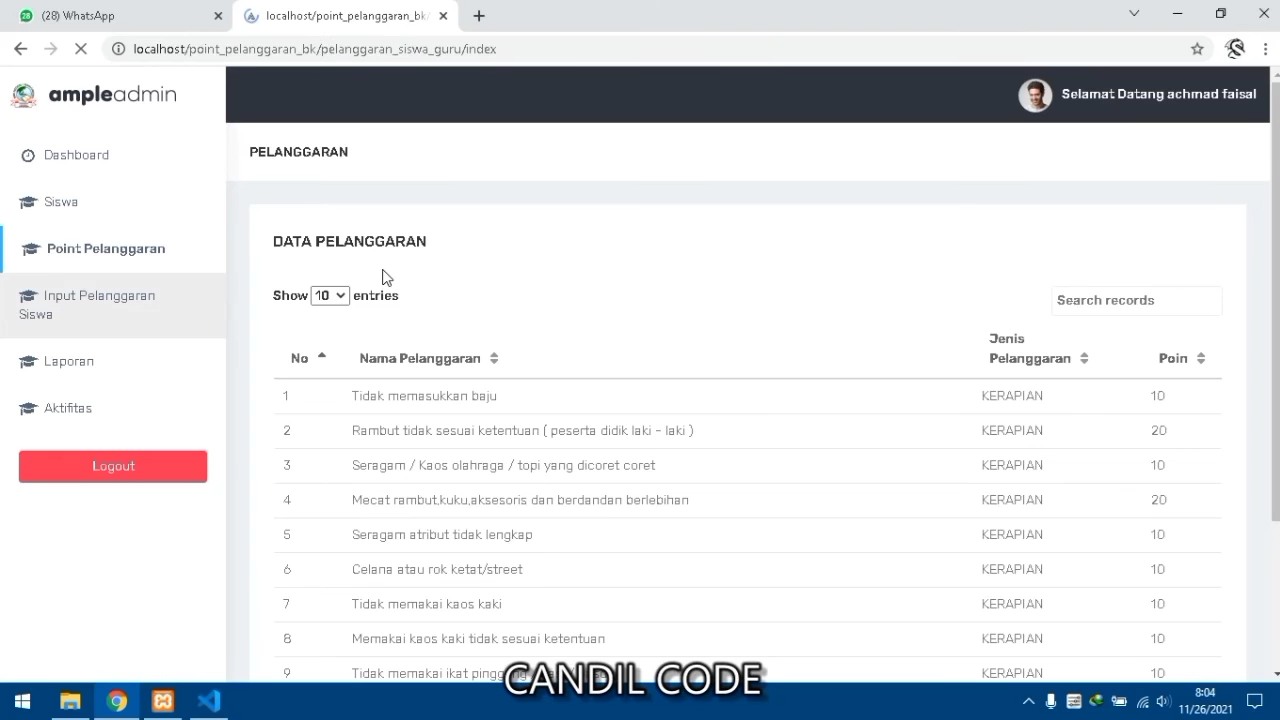 28
(28) WhatsApp
localhost/point_pelanggaran_bk/
localhost/point_pelanggaran_bk/pelanggaran_siswa_guru/index
ampleadmin
Selamat Datang achmad faisal
Dashboard
Siswa
Point Pelanggaran
Input Pelanggaran
Siswa
Laporan
Aktifitas
Logout
PELANGGARAN
DATA PELANGGARAN
Show 10 entries
Search records
No Nama Pelanggaran Jenis Pelanggaran Poin
1 Tidak memasukkan baju KERAPIAN 10
2 Rambut tidak sesuai ketentuan ( peserta didik laki - laki ) KERAPIAN 20
3 Seragam / Kaos olahraga / topi yang dicoret coret KERAPIAN 10
4 Mecat rambut,kuku,aksesoris dan berdandan berlebihan KERAPIAN 20
5 Seragam atribut tidak lengkap KERAPIAN 10
6 Celana atau rok ketat/street KERAPIAN 10
7 Tidak memakai kaos kaki KERAPIAN 10
8 Memakai kaos kaki tidak sesuai ketentuan KERAPIAN 10
9 Tidak memakai ikat KERAPIAN 10
CANDIL CODE
8:04
11/26/2021